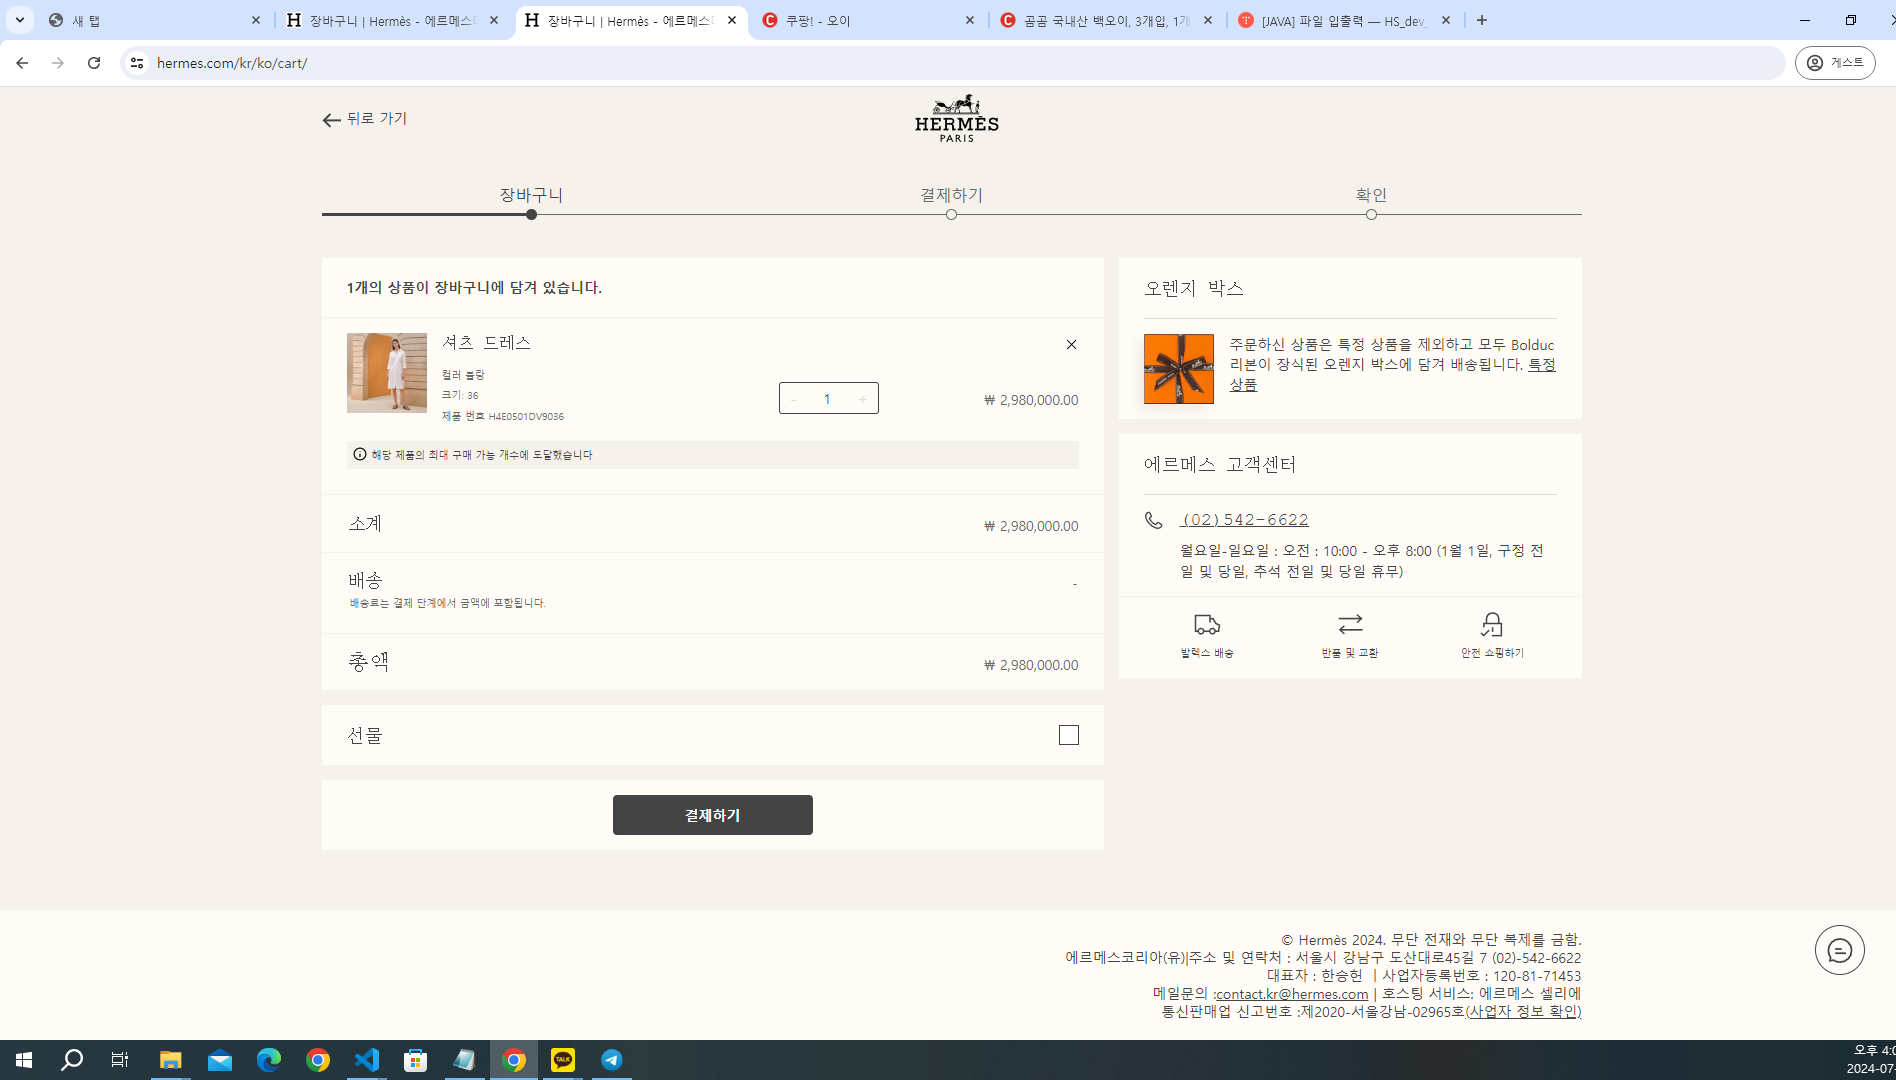 새 탭
장바구니 | Hermès - 에르메스
장바구니 | Hermès - 에르메스
쿠팡! - 오이
곰곰 국내산 백오이, 3개입, 1개
[JAVA] 파일 입출력 — HS_dev_
hermes.com/kr/ko/cart/
게스트
뒤로 가기
HERMÈS
PARIS
장바구니
결제하기
확인
1개의 상품이 장바구니에 담겨 있습니다.
셔츠 드레스
컬러 블랑
크기: 36
제품 번호 H4E0501DV9036
- 1 +
₩ 2,980,000.00
해당 제품의 최대 구매 가능 개수에 도달했습니다
소계
₩ 2,980,000.00
배송
-
배송료는 결제 단계에서 금액에 포함됩니다.
총액
₩ 2,980,000.00
선물
결제하기
오렌지 박스
주문하신 상품은 특정 상품을 제외하고 모두 Bolduc
리본이 장식된 오렌지 박스에 담겨 배송됩니다. 특정
상품
에르메스 고객센터
(02)542-6622
월요일-일요일 : 오전 : 10:00 - 오후 8:00 (1월 1일, 구정 전
일 및 당일, 추석 전일 및 당일 휴무)
발렉스 배송
반품 및 교환
안전 쇼핑하기
© Hermès 2024. 무단 전재와 무단 복제를 금함.
에르메스코리아(유)|주소 및 연락처 : 서울시 강남구 도산대로45길 7 (02)-542-6622
대표자 : 한승헌 | 사업자등록번호 : 120-81-71453
메일문의 :contact.kr@hermes.com | 호스팅 서비스: 에르메스 셀리에
통신판매업 신고번호 :제2020-서울강남-02965호(사업자 정보 확인)
TALK
오후 4:0
2024-07-